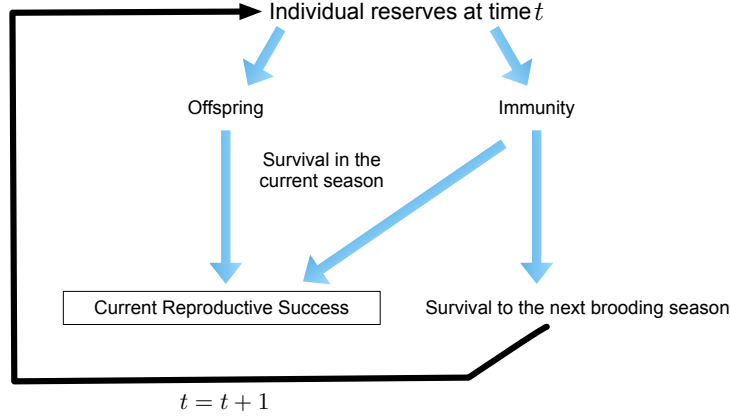 Individual reserves at time t
Offspring
Immunity
Survival in the
current season
Current Reproductive Success
Survival to the next brooding season
t = t + 1